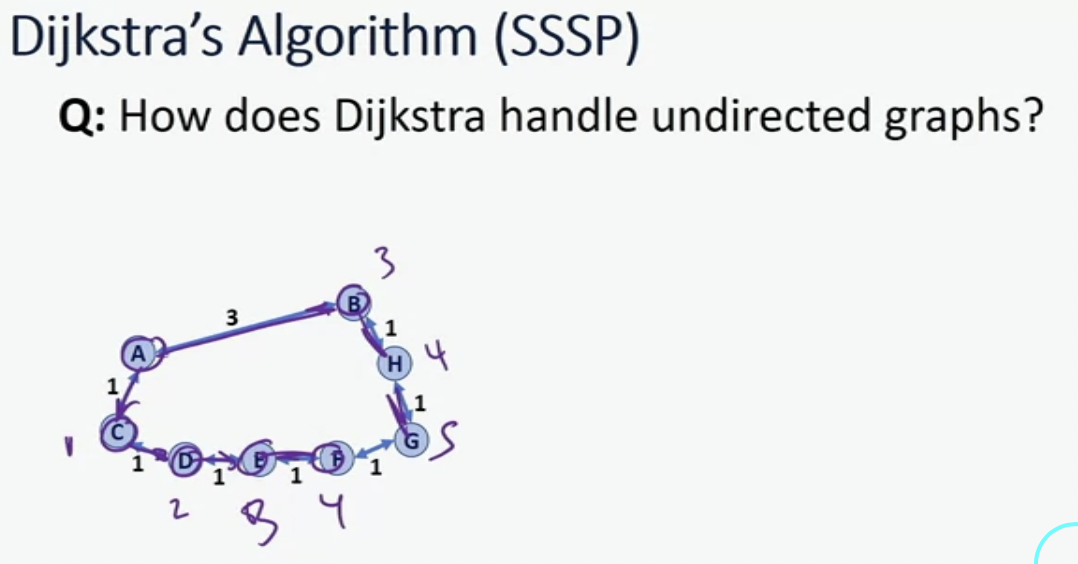 Dijkstra's Algorithm (SSSP)
Q: How does Dijkstra handle undirected graphs?
3
3
B
1
A
H
4
1
1
C
1
G
5
1
D
E
F
1
1
1
2
3
4